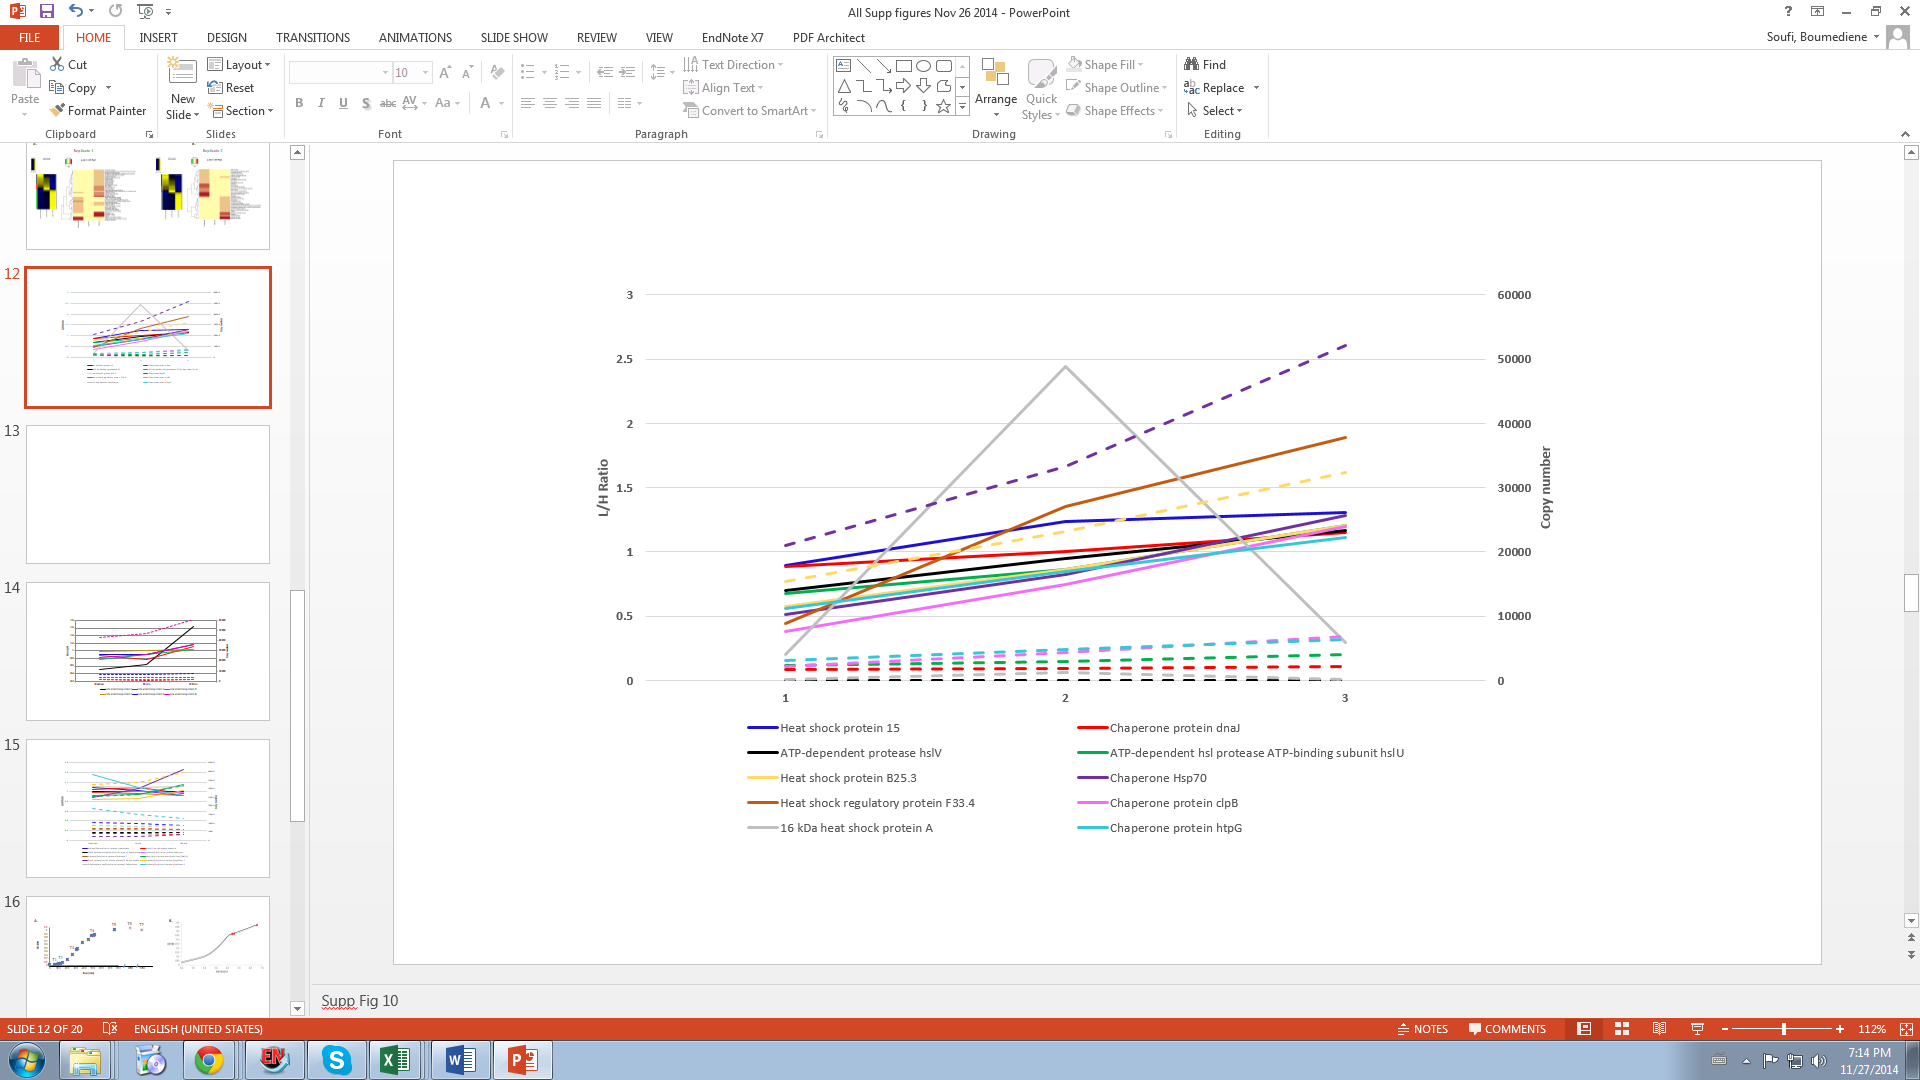 All Supp figures Nov 26 2014 - PowerPoint
FILE HOME INSERT DESIGN TRANSITIONS ANIMATIONS SLIDE SHOW REVIEW VIEW EndNote X7 PDF Architect
Soufi, Boumediene
Paste
Cut
Copy
Format Painter
Clipboard
New Slide
Layout
Reset
Section
Slides
10
B I U S abc AV Aa A
Font
Text Direction
Align Text
Convert to SmartArt
Paragraph
Arrange
Quick Styles
Shape Fill
Shape Outline
Shape Effects
Drawing
Find
Replace
Select
Editing
12
13
14
15
16
L/H Ratio
3
2.5
2
1.5
1
0.5
0
60000
50000
40000
30000
20000
10000
0
Copy number
1 2 3
Heat shock protein 15
Chaperone protein dnaJ
ATP-dependent protease hslV
ATP-dependent hsl protease ATP-binding subunit hslU
Heat shock protein B25.3
Chaperone Hsp70
Heat shock regulatory protein F33.4
Chaperone protein clpB
16 kDa heat shock protein A
Chaperone protein htpG
Supp Fig 10
SLIDE 12 OF 20 ENGLISH (UNITED STATES) NOTES COMMENTS 112%
7:14 PM
11/27/2014